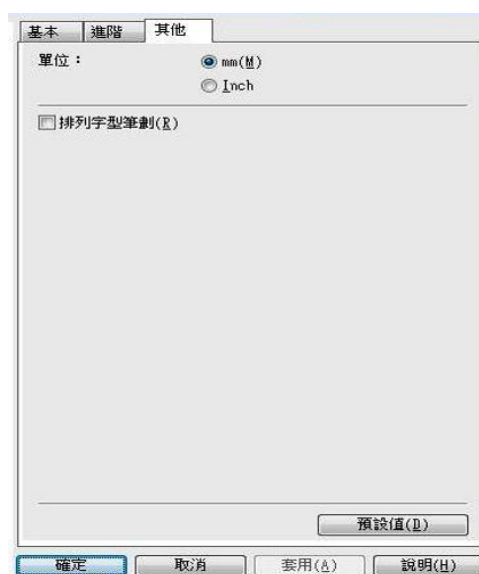 基本 進階 其他
單位： mm(M)
Inch
排列字型筆劃(R)
預設值(D)
確定 取消 套用(A) 說明(H)